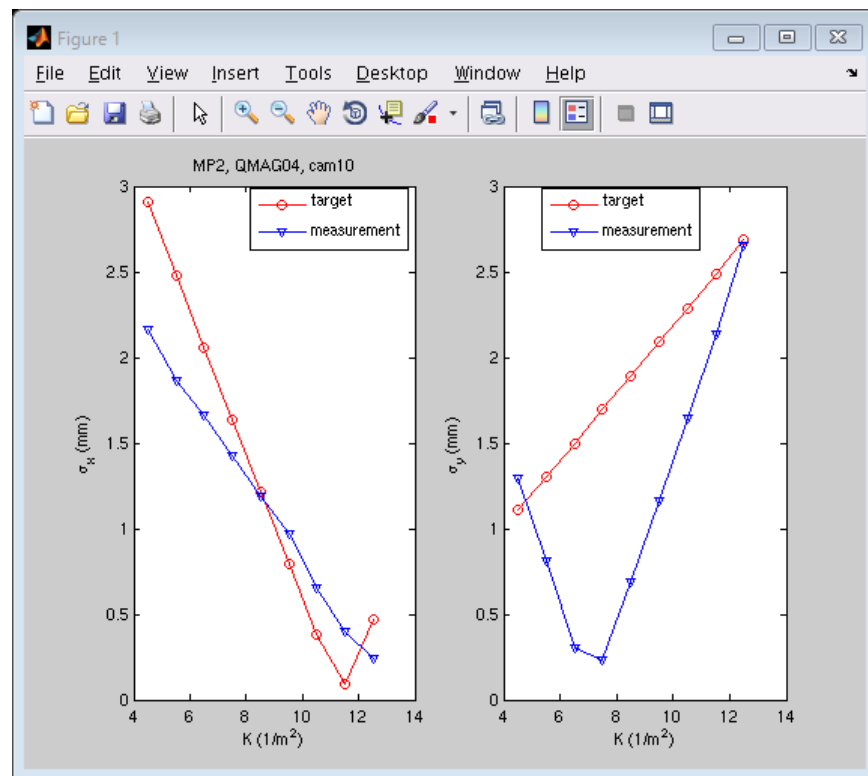 Figure 1
File Edit View Insert Tools Desktop Window Help
MP2, QMAG04, cam10
3
2.5
2
1.5
1
0.5
0
σx (mm)
4 6 8 10 12 14
K (1/m²)
target
measurement
3
2.5
2
1.5
1
0.5
0
σy (mm)
4 6 8 10 12 14
K (1/m²)
target
measurement